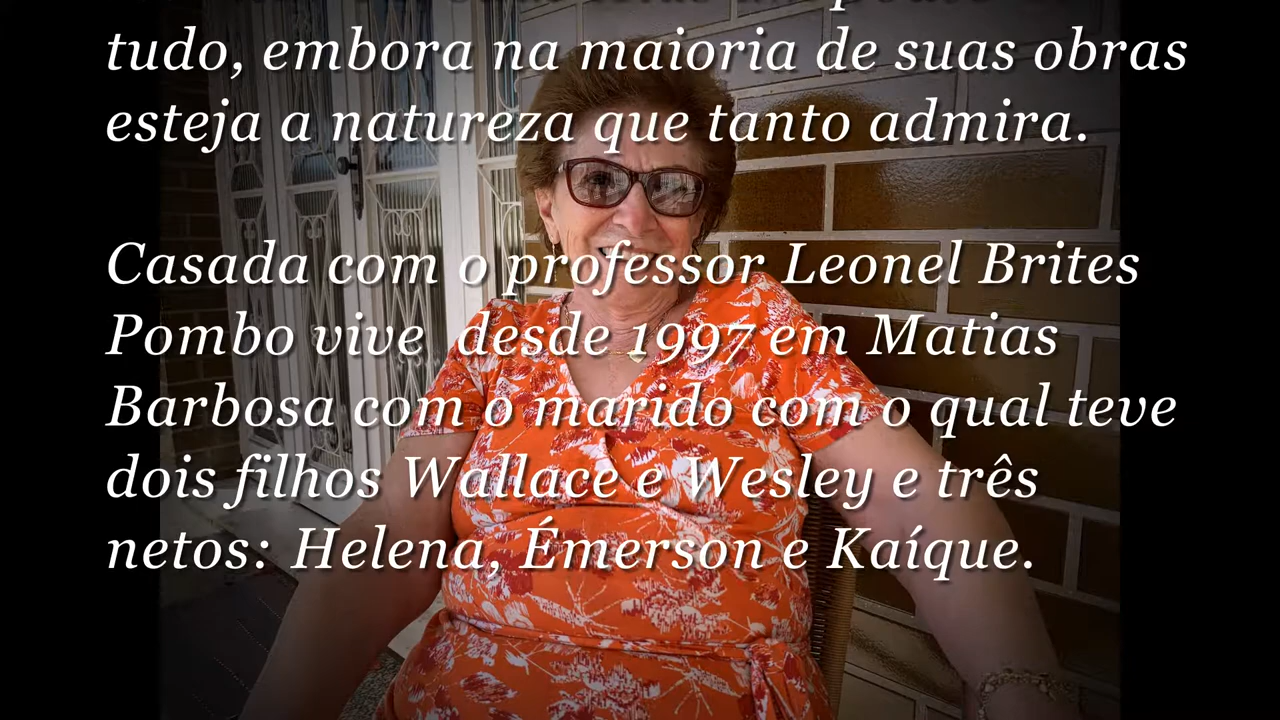 tudo, embora na maioria de suas obras
esteja a natureza que tanto admira.
Casada com o professor Leonel Brites
Pombo vive desde 1997 em Matias
Barbosa com o marido com o qual teve
dois filhos Wallace e Wesley e três
netos: Helena, Émerson e Kaíque.